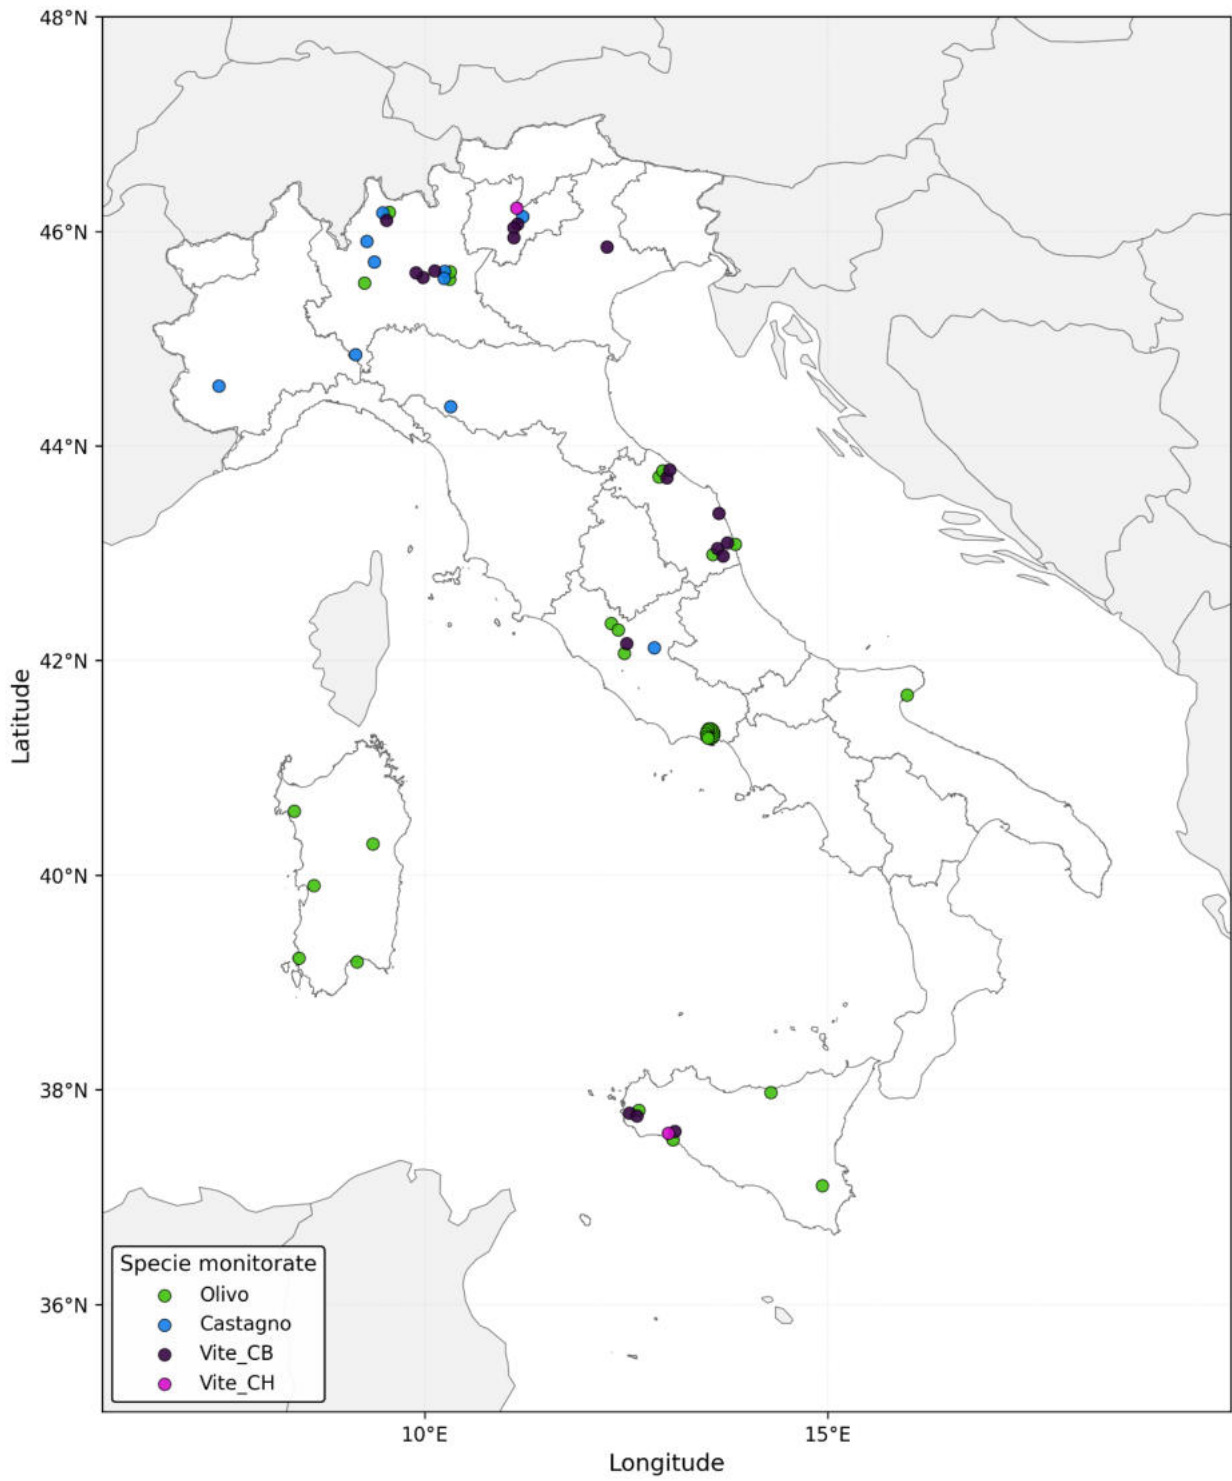 48°N
46°N
44°N
42°N
40°N
38°N
36°N
Latitude
Specie monitorate
Olivo
Castagno
Vite_CB
Vite_CH
10°E
15°E
Longitude